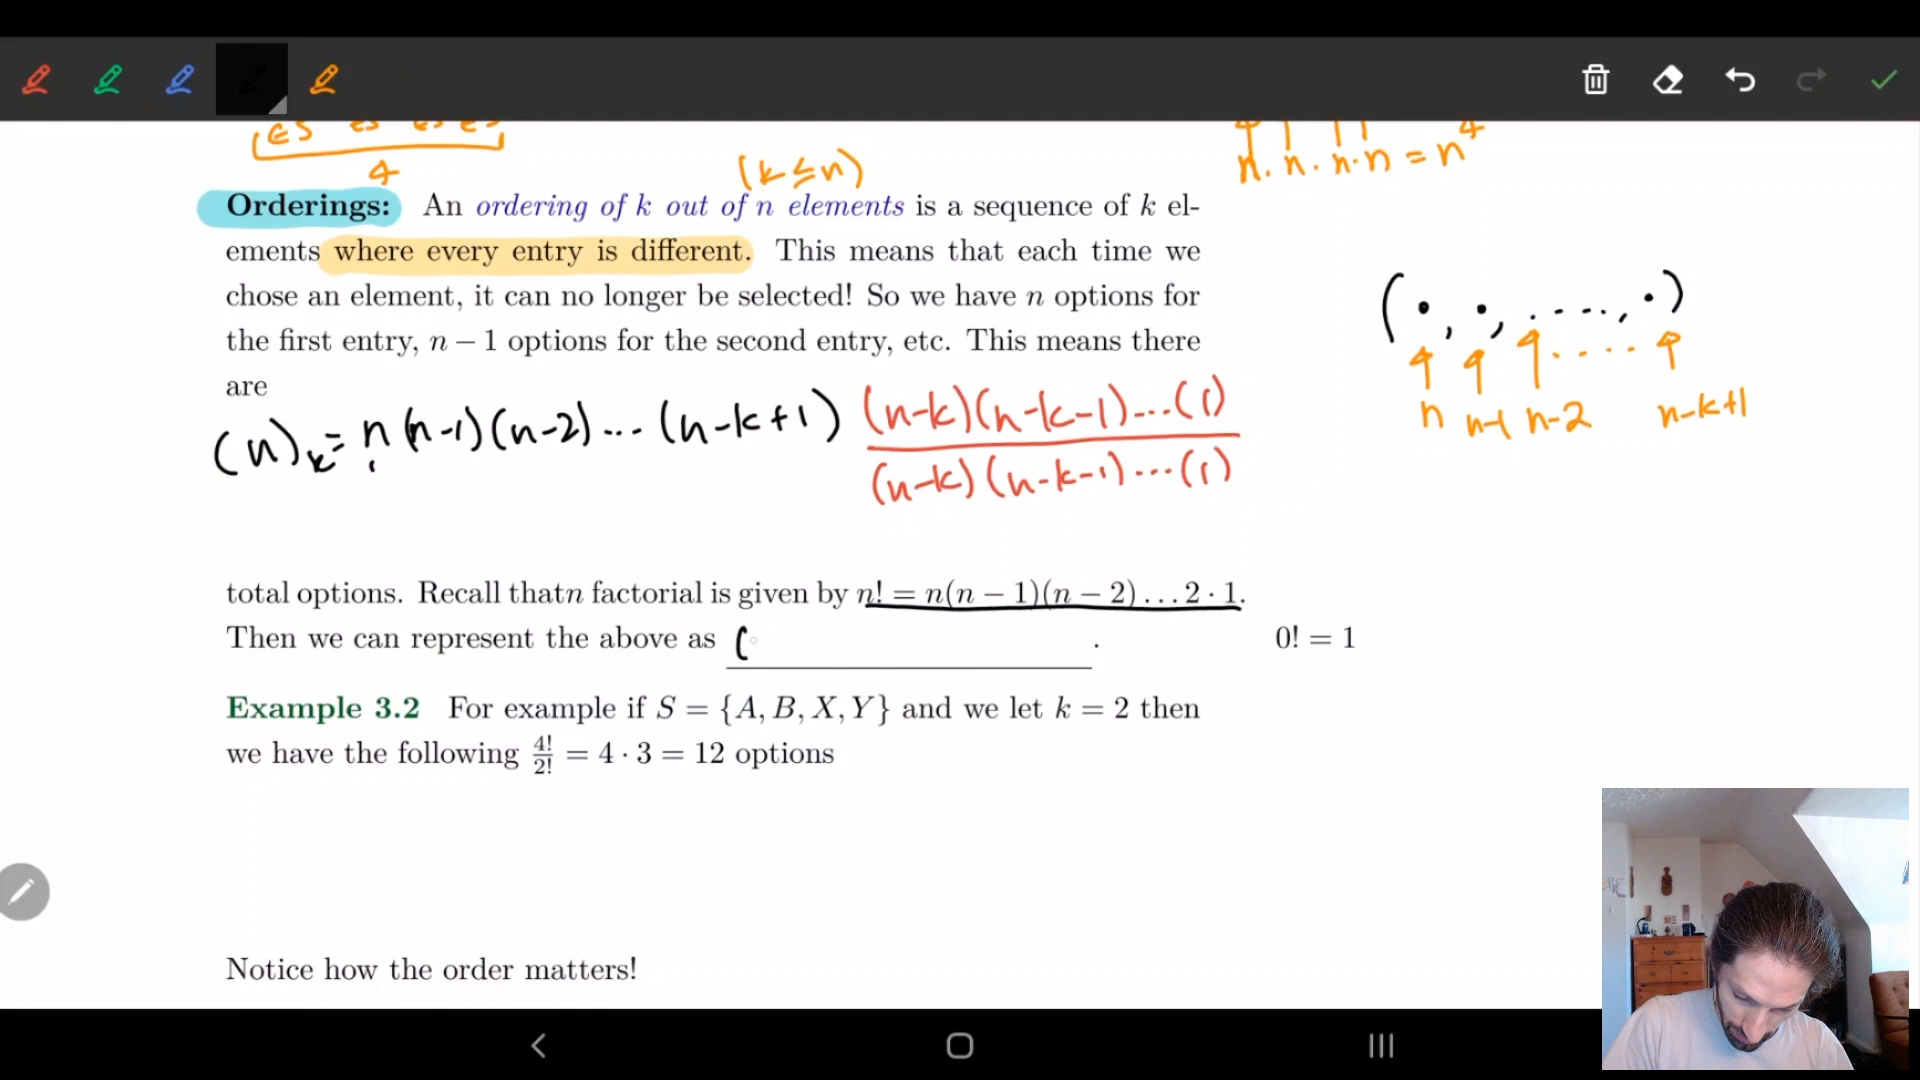 ∈S ∈S ∈S ∈S
4
n · n · n · n = n⁴
(k ≤ n)
Orderings: An ordering of k out of n elements is a sequence of k el-
ements where every entry is different. This means that each time we
chose an element, it can no longer be selected! So we have n options for
the first entry, n − 1 options for the second entry, etc. This means there
are
(n)ₖ = n(n-1)(n-2)...(n-k+1) (n-k)(n-k-1)...(1)
(n-k)(n-k-1)...(1)
(·, ·, ....., ·)
n n-1 n-2 n-k+1
total options. Recall thatn factorial is given by n! = n(n − 1)(n − 2) . . . 2 · 1.
Then we can represent the above as ( . 0! = 1
Example 3.2 For example if S = {A, B, X, Y} and we let k = 2 then
we have the following 4!/2! = 4 · 3 = 12 options
Notice how the order matters!